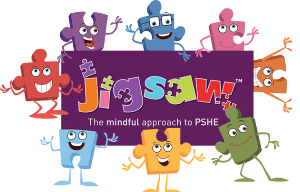 jigsaw™
The mindful approach to PSHE